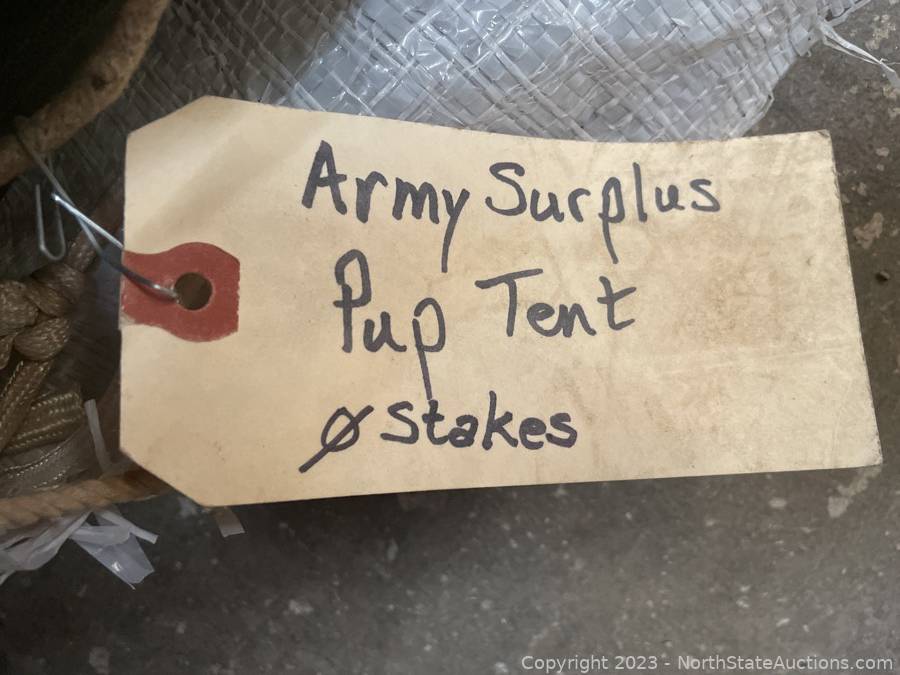 Army Surplus
Pup Tent
Ø Stakes
Copyright 2023 - NorthStateAuctions.com